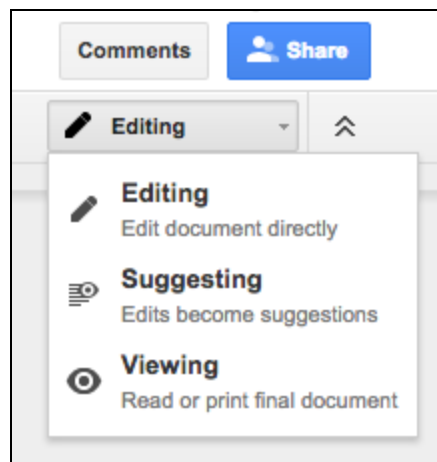 Comments Share
Editing
Editing
Edit document directly
Suggesting
Edits become suggestions
Viewing
Read or print final document